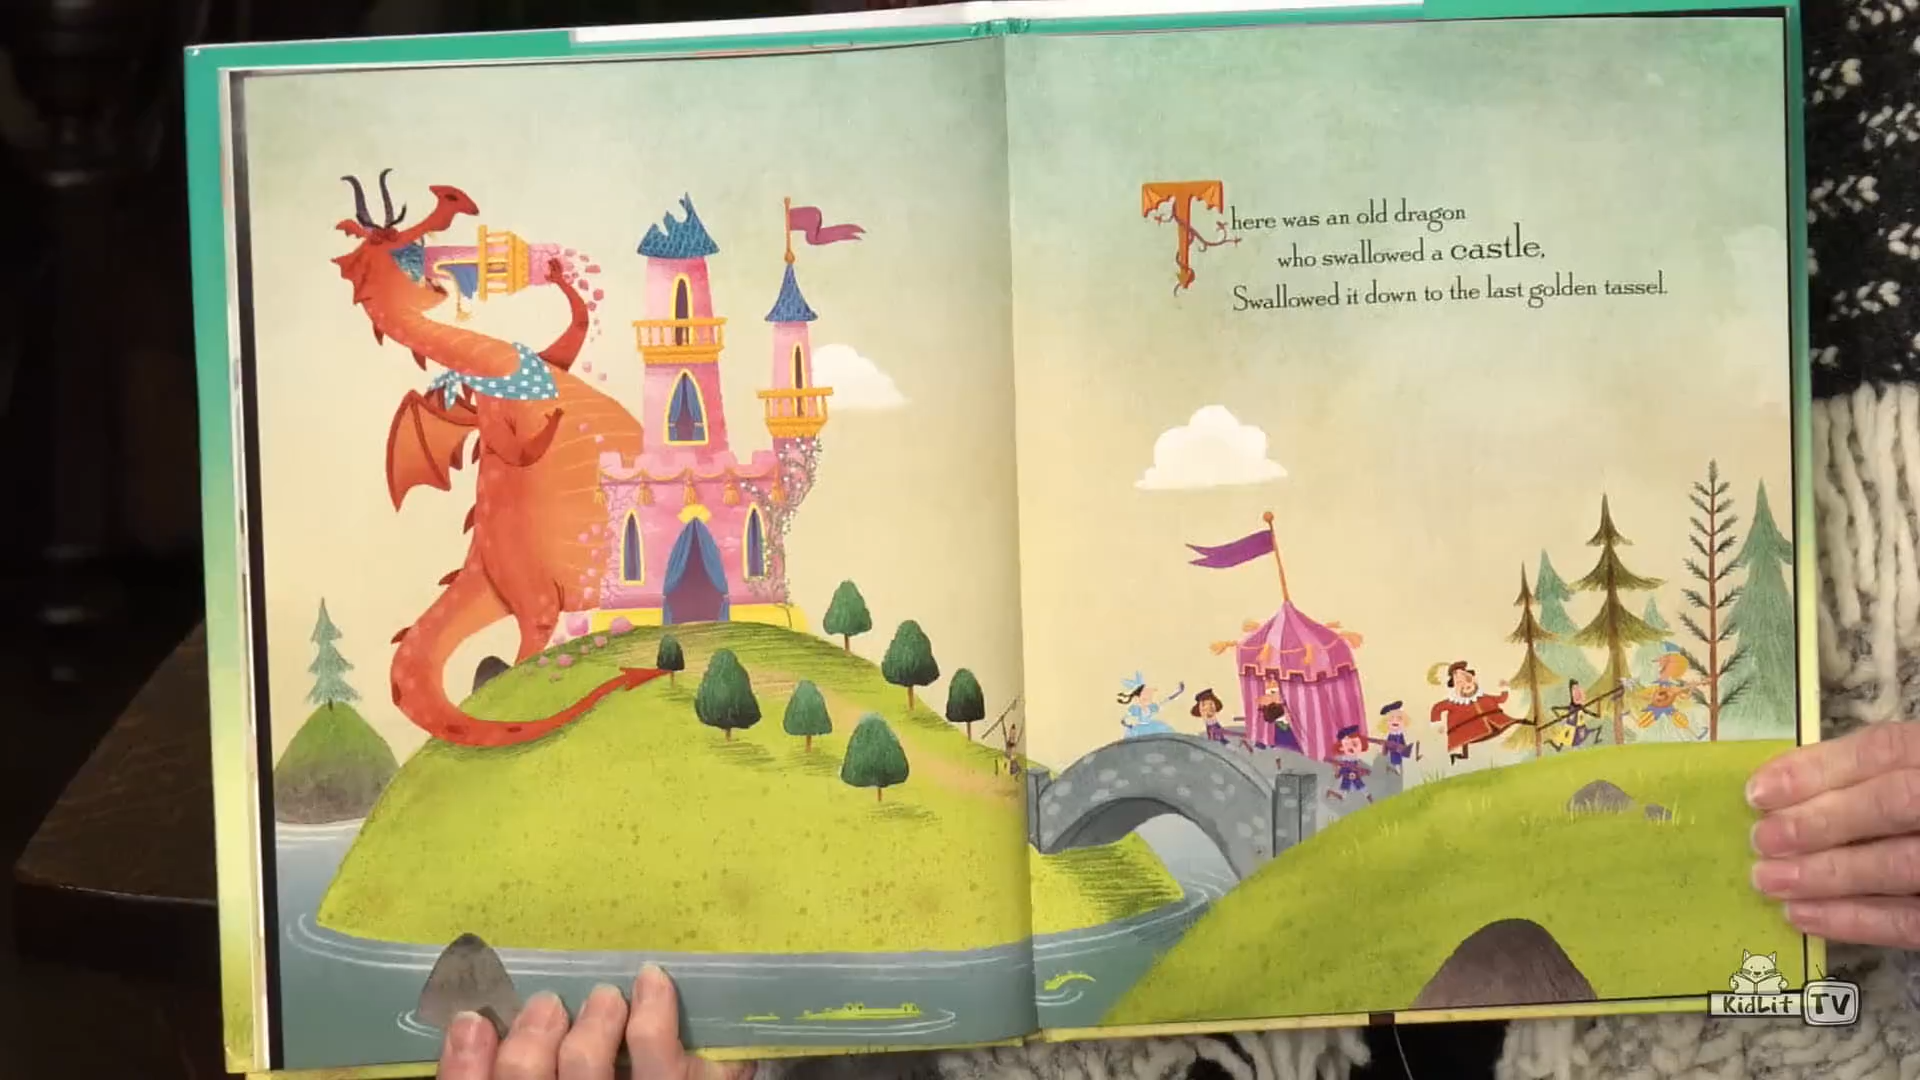 There was an old dragon
who swallowed a castle,
Swallowed it down to the last golden tassel.
KidLit TV